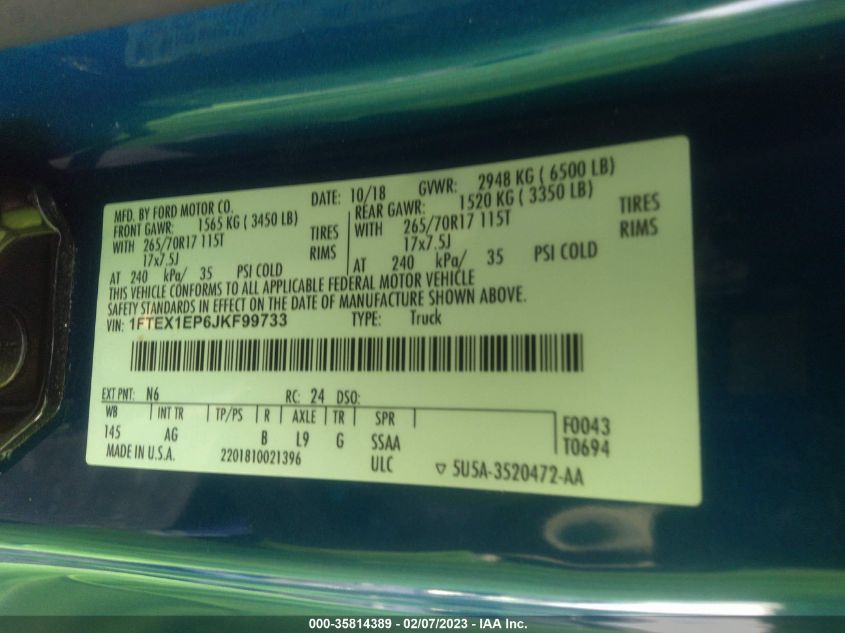 MFD. BY FORD MOTOR CO. DATE: 10/18 GVWR: 2948 KG ( 6500 LB)
FRONT GAWR: 1565 KG ( 3450 LB) REAR GAWR: 1520 KG ( 3350 LB)
WITH 265/70R17 115T TIRES WITH 265/70R17 115T TIRES
17x7.5J RIMS 17x7.5J RIMS
AT 240 kPa/ 35 PSI COLD AT 240 kPa/ 35 PSI COLD
THIS VEHICLE CONFORMS TO ALL APPLICABLE FEDERAL MOTOR VEHICLE
SAFETY STANDARDS IN EFFECT ON THE DATE OF MANUFACTURE SHOWN ABOVE.
VIN: 1FTEX1EP6JKF99733 TYPE: Truck
EXT PNT: N6 RC: 24 DSO:
WB INT TR TP/PS R AXLE TR SPR
145 AG B L9 G SSAA F0043
MADE IN U.S.A. 2201810021396 ULC T0694
5U5A-3520472-AA
000-35814389 - 02/07/2023 - IAA Inc.